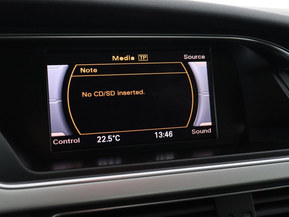 Media TP Source
Note
No CD/SD inserted.
Control 22.5°C 13:46 Sound